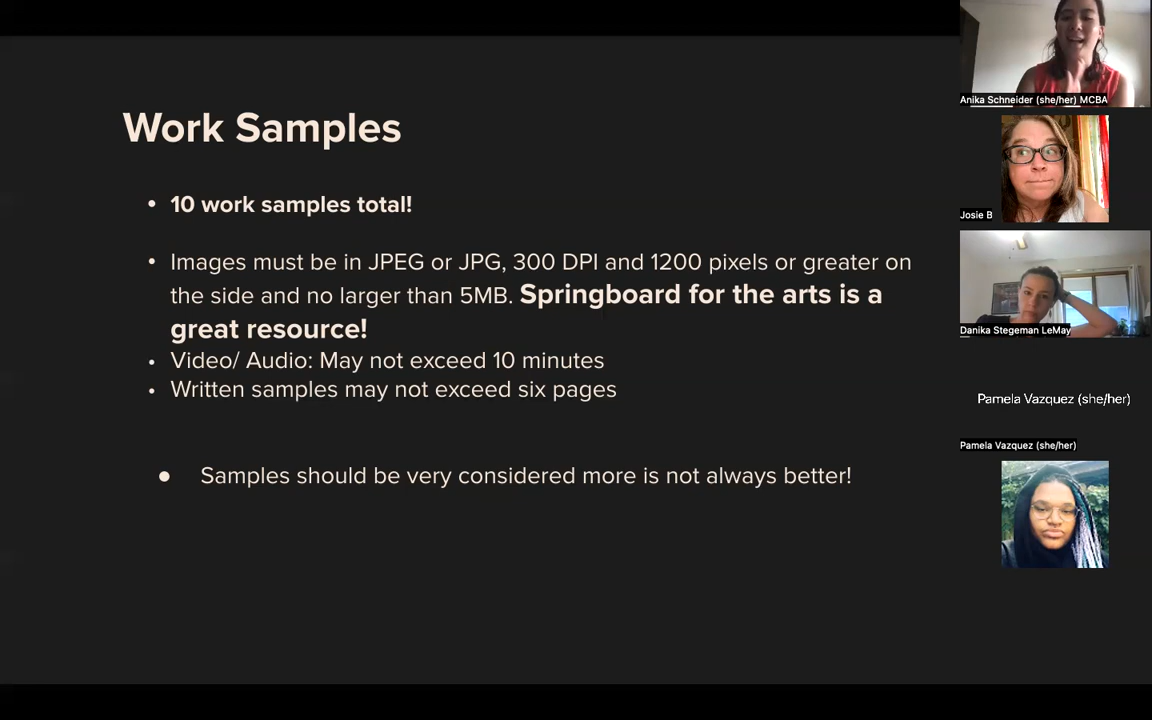 Work Samples
• 10 work samples total!
• Images must be in JPEG or JPG, 300 DPI and 1200 pixels or greater on
the side and no larger than 5MB. Springboard for the arts is a
great resource!
• Video/ Audio: May not exceed 10 minutes
• Written samples may not exceed six pages
● Samples should be very considered more is not always better!
Anika Schneider (she/her) MCBA
Josie B
Danika Stegeman LeMay
Pamela Vazquez (she/her)
Pamela Vazquez (she/her)